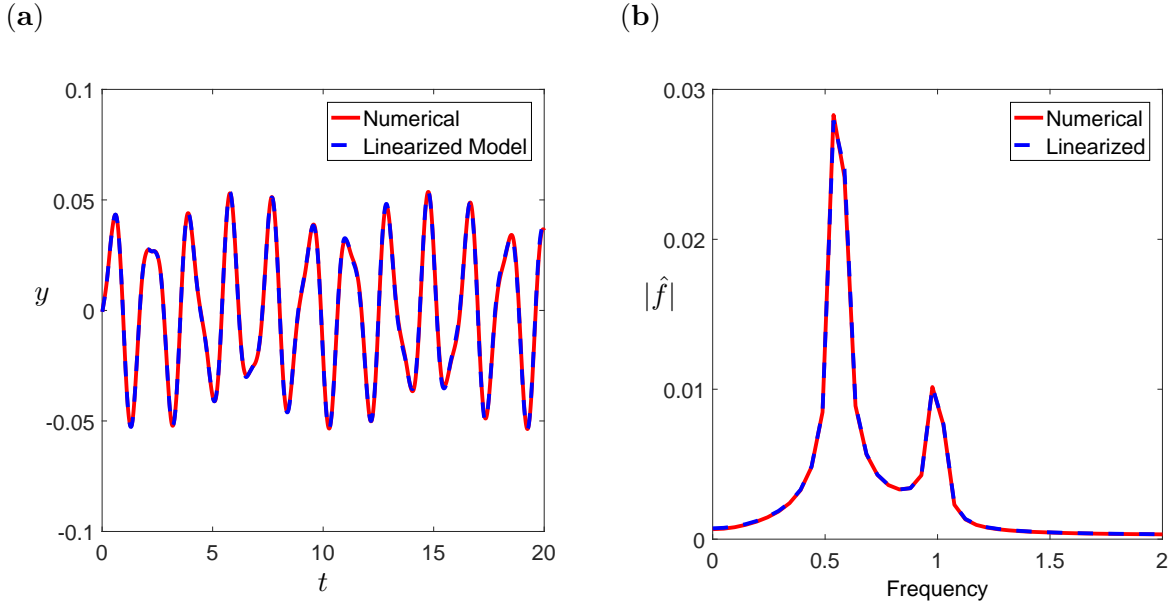 (a)
0.1
0.05
0
-0.05
-0.1
y
Numerical
Linearized Model
0 5 10 15 20
t
(b)
0.03
0.02
0.01
0
|f̂|
Numerical
Linearized
0 0.5 1 1.5 2
Frequency